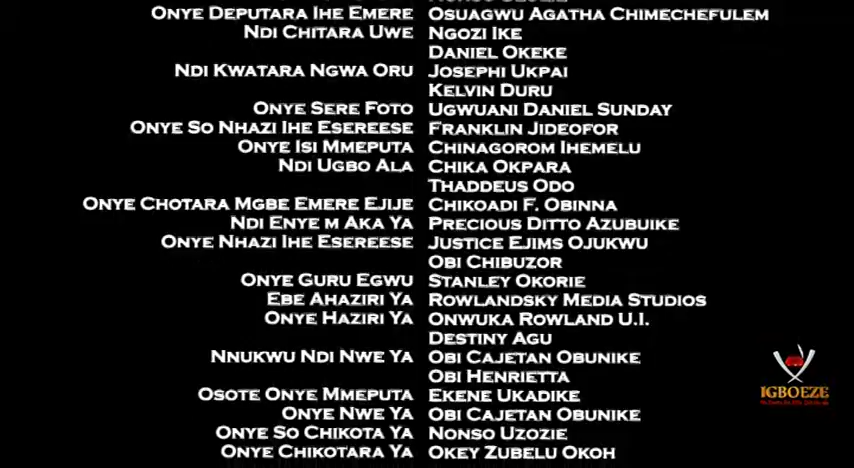 Onye Deputara Ihe Emere Osuagwu Agatha Chimechefulem
Ndi Chitara Uwe Ngozi Ike
Daniel Okeke
Ndi Kwatara Ngwa Oru Josephi Ukpai
Kelvin Duru
Onye Sere Foto Ugwuani Daniel Sunday
Onye So Nhazi Ihe Esereese Franklin Jideofor
Onye Isi Mmeputa Chinagorom Ihemelu
Ndi Ugbo Ala Chika Okpara
Thaddeus Odo
Onye Chotara Mgbe Emere Ejije Chikoadi F. Obinna
Ndi Enye m Aka Ya Precious Ditto Azubuike
Onye Nhazi Ihe Esereese Justice Ejims Ojukwu
Obi Chibuzor
Onye Guru Egwu Stanley Okorie
Ebe Ahaziri Ya Rowlandsky Media Studios
Onye Haziri Ya Onwuka Rowland U.I.
Destiny Agu
Nnukwu Ndi Nwe Ya Obi Cajetan Obunike
Obi Henrietta
Osote Onye Mmeputa Ekene Ukadike
Onye Nwe Ya Obi Cajetan Obunike
Onye So Chikota Ya Nonso Uzozie
Onye Chikotara Ya Okey Zubelu Okoh
IGBOEZE